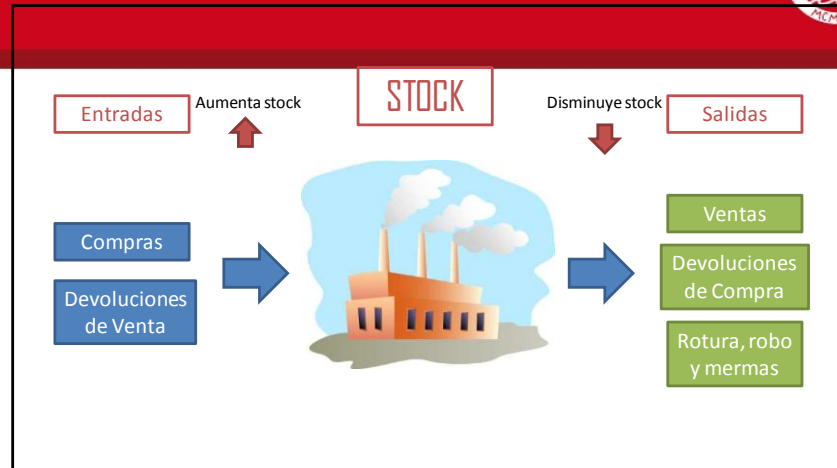 STOCK
Entradas
Aumenta stock
Disminuye stock
Salidas
Compras
Devoluciones
de Venta
Ventas
Devoluciones
de Compra
Rotura, robo
y mermas